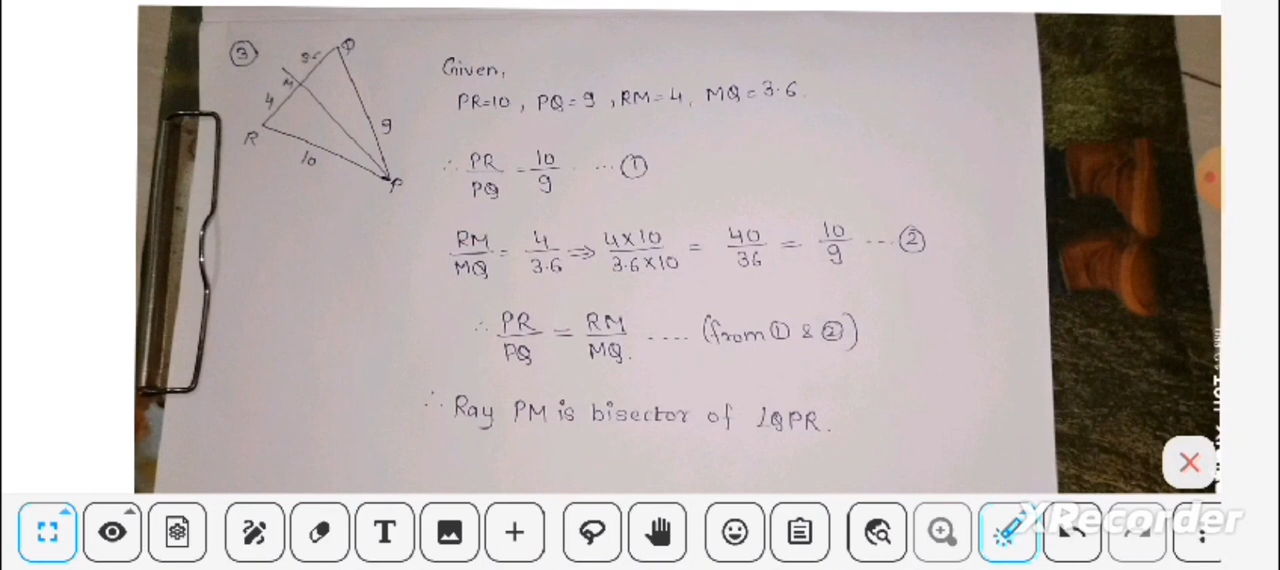 ③
Q
3.6
M
4
R
9
10
P
Given,
PR=10, PQ=9, RM=4, MQ=3.6.
∴ PR/PQ = 10/9 ... ①
RM/MQ = 4/3.6 ⇒ 4×10/3.6×10 = 40/36 = 10/9 ... ②
∴ PR/PQ = RM/MQ. .... (from ① & ②)
∴ Ray PM is bisector of ∠QPR.
T
XRecorder